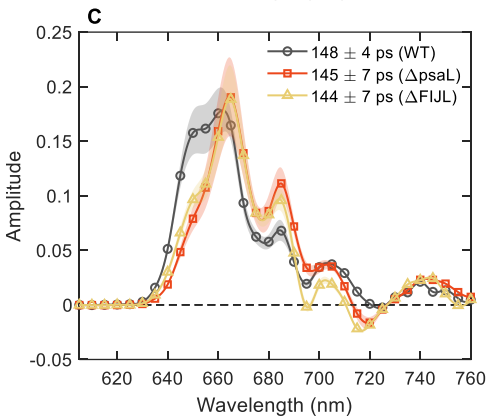 C
0.25
0.2
0.15
0.1
0.05
0
-0.05
Amplitude
148 ± 4 ps (WT)
145 ± 7 ps (ΔpsaL)
144 ± 7 ps (ΔFIJL)
620 640 660 680 700 720 740 760
Wavelength (nm)